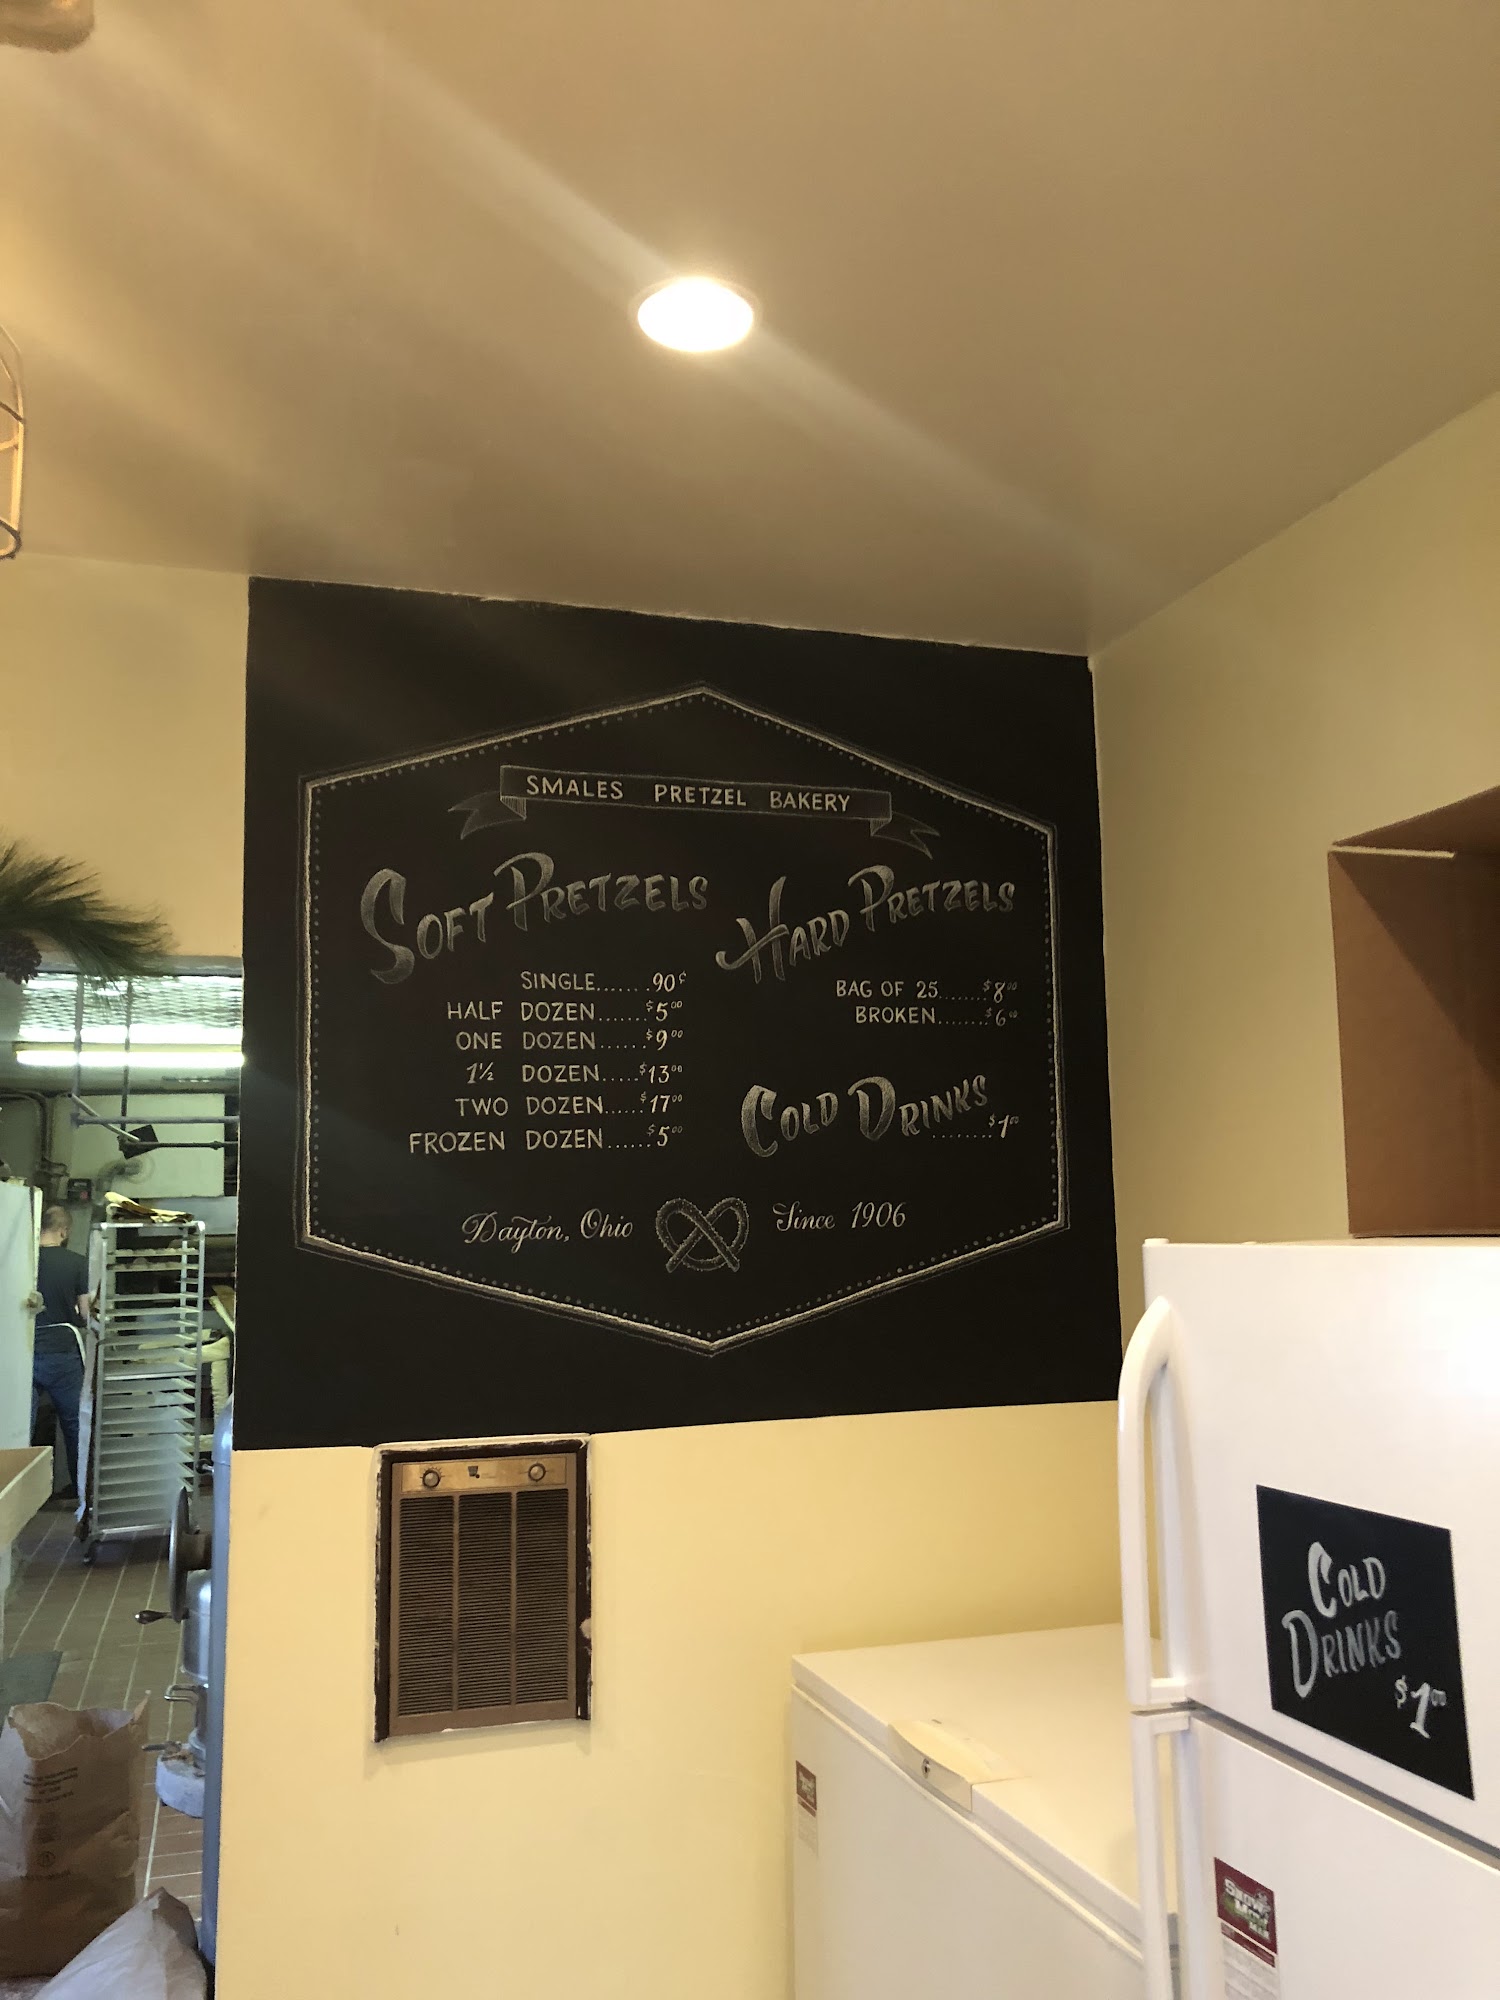 SMALES PRETZEL BAKERY
SOFT PRETZELS
SINGLE.......90¢
HALF DOZEN.......$5⁰⁰
ONE DOZEN......$9⁰⁰
1½ DOZEN.....$13⁰⁰
TWO DOZEN......$17⁰⁰
FROZEN DOZEN......$5⁰⁰
HARD PRETZELS
BAG OF 25.......$8⁰⁰
BROKEN........$6⁰⁰
COLD DRINKS
........$1⁰⁰
Dayton, Ohio
Since 1906
COLD
DRINKS
$1⁰⁰